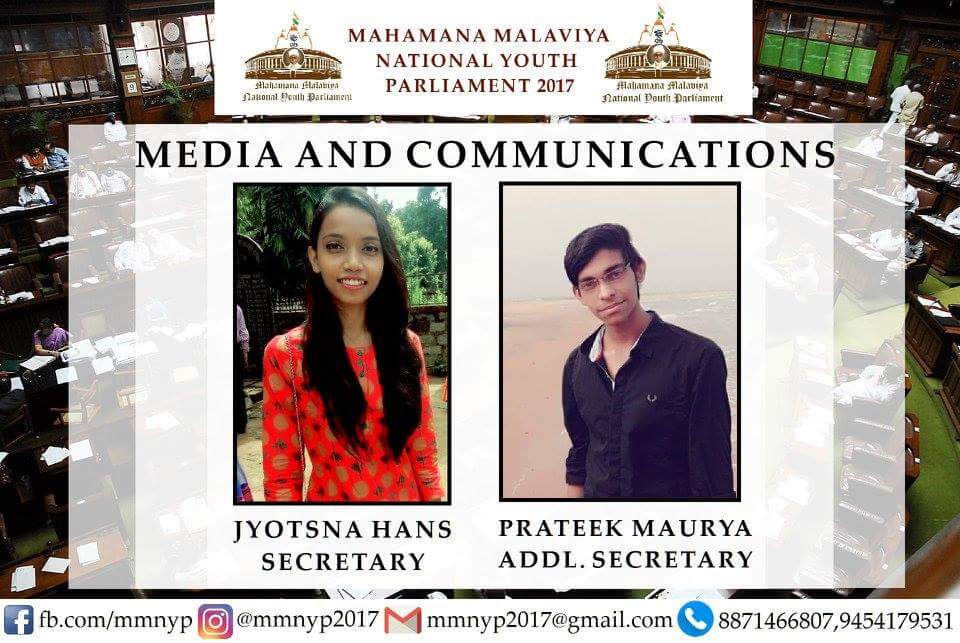 MAHAMANA MALAVIYA
NATIONAL YOUTH
PARLIAMENT 2017
Mahamana Malaviya
National Youth Parliament
Mahamana Malaviya
National Youth Parliament
MEDIA AND COMMUNICATIONS
JYOTSNA HANS
SECRETARY
PRATEEK MAURYA
ADDL. SECRETARY
fb.com/mmnyp @mmnyp2017 mmnyp2017@gmail.com 8871466807,9454179531